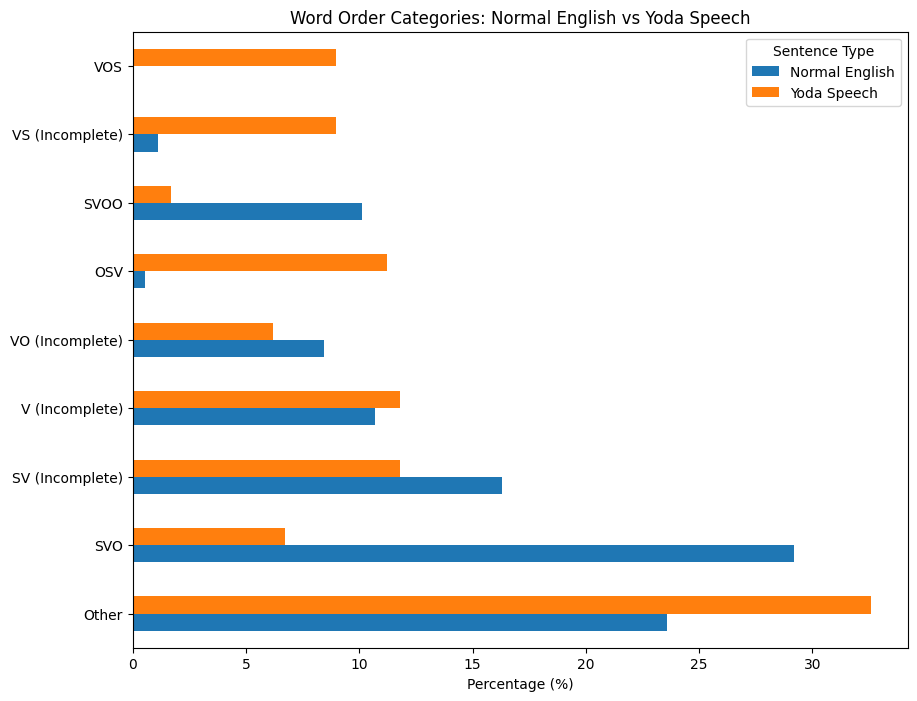 Word Order Categories: Normal English vs Yoda Speech
Sentence Type
Normal English
Yoda Speech
VOS
VS (Incomplete)
SVOO
OSV
VO (Incomplete)
V (Incomplete)
SV (Incomplete)
SVO
Other
0 5 10 15 20 25 30
Percentage (%)